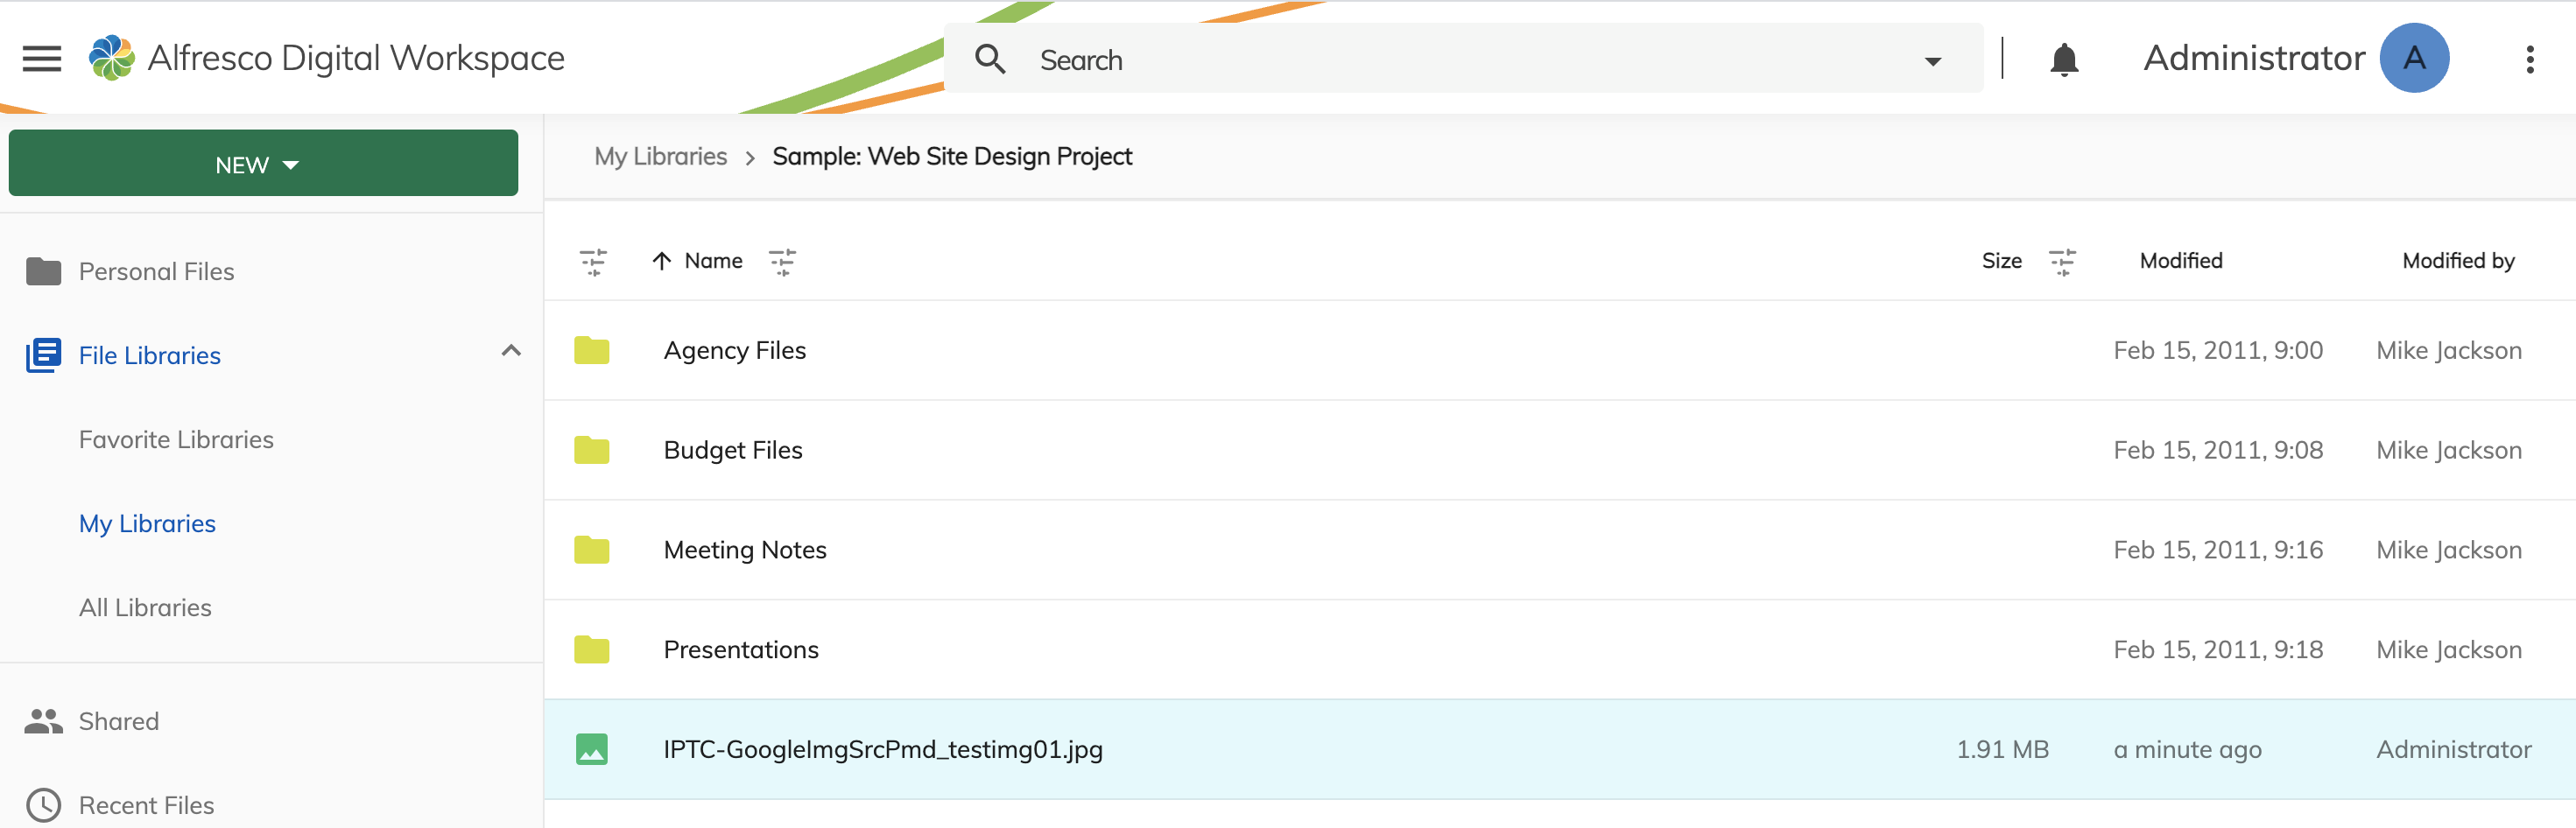 Alfresco Digital Workspace
Search
Administrator
A
NEW
Personal Files
File Libraries
Favorite Libraries
My Libraries
All Libraries
Shared
Recent Files
My Libraries > Sample: Web Site Design Project
Name Size Modified Modified by
Agency Files Feb 15, 2011, 9:00 Mike Jackson
Budget Files Feb 15, 2011, 9:08 Mike Jackson
Meeting Notes Feb 15, 2011, 9:16 Mike Jackson
Presentations Feb 15, 2011, 9:18 Mike Jackson
IPTC-GoogleImgSrcPmd_testimg01.jpg 1.91 MB a minute ago Administrator